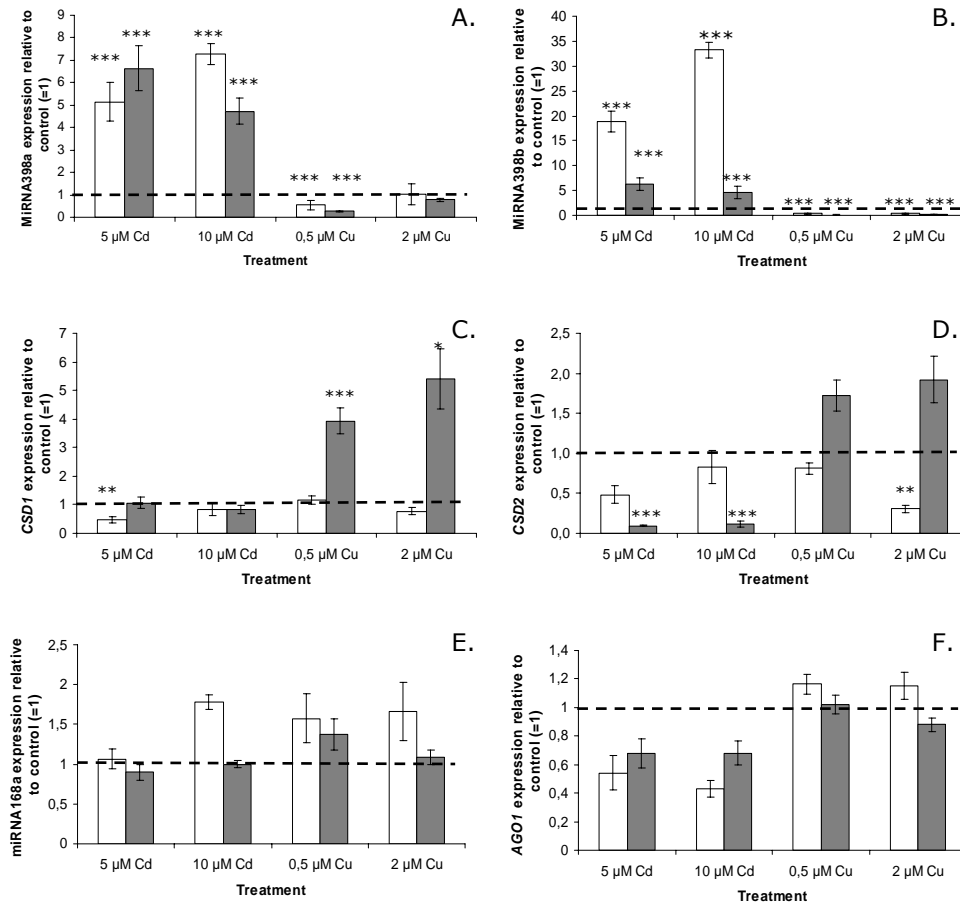 A.
MiRNA398a expression relative to
control (=1)
9
8
7
6
5
4
3
2
1
0
***
***
***
***
***
***
5 µM Cd
10 µM Cd
0,5 µM Cu
2 µM Cu
Treatment
B.
MiRNA398b expression relative
to control (=1)
40
35
30
25
20
15
10
5
0
***
***
***
***
***
***
***
***
5 µM Cd
10 µM Cd
0,5 µM Cu
2 µM Cu
Treatment
C.
CSD1 expression relative to
control (=1)
7
6
5
4
3
2
1
0
**
***
*
5 µM Cd
10 µM Cd
0,5 µM Cu
2 µM Cu
Treatment
D.
CSD2 expression relative to
control (=1)
2,5
2,0
1,5
1,0
0,5
0,0
***
***
**
5 µM Cd
10 µM Cd
0,5 µM Cu
2 µM Cu
Treatment
E.
miRNA168a expression relative
to control (=1)
2,5
2
1,5
1
0,5
0
5 µM Cd
10 µM Cd
0,5 µM Cu
2 µM Cu
Treatment
F.
AGO1 expression relative to
control (=1)
1,4
1,2
1
0,8
0,6
0,4
0,2
0
5 µM Cd
10 µM Cd
0,5 µM Cu
2 µM Cu
Treatment